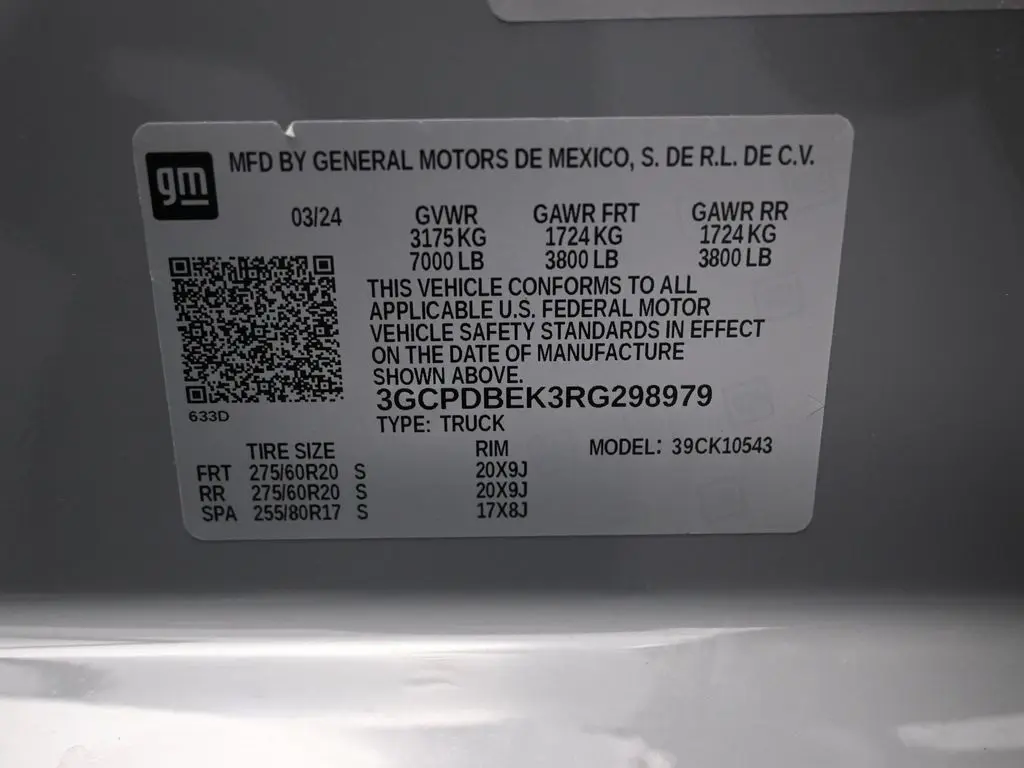 gm
MFD BY GENERAL MOTORS DE MEXICO, S. DE R.L. DE C.V.
03/24 GVWR GAWR FRT GAWR RR
3175 KG 1724 KG 1724 KG
7000 LB 3800 LB 3800 LB
THIS VEHICLE CONFORMS TO ALL
APPLICABLE U.S. FEDERAL MOTOR
VEHICLE SAFETY STANDARDS IN EFFECT
ON THE DATE OF MANUFACTURE
SHOWN ABOVE.
3GCPDBEK3RG298979
633D
TYPE: TRUCK
TIRE SIZE RIM MODEL: 39CK10543
FRT 275/60R20 S 20X9J
RR 275/60R20 S 20X9J
SPA 255/80R17 S 17X8J